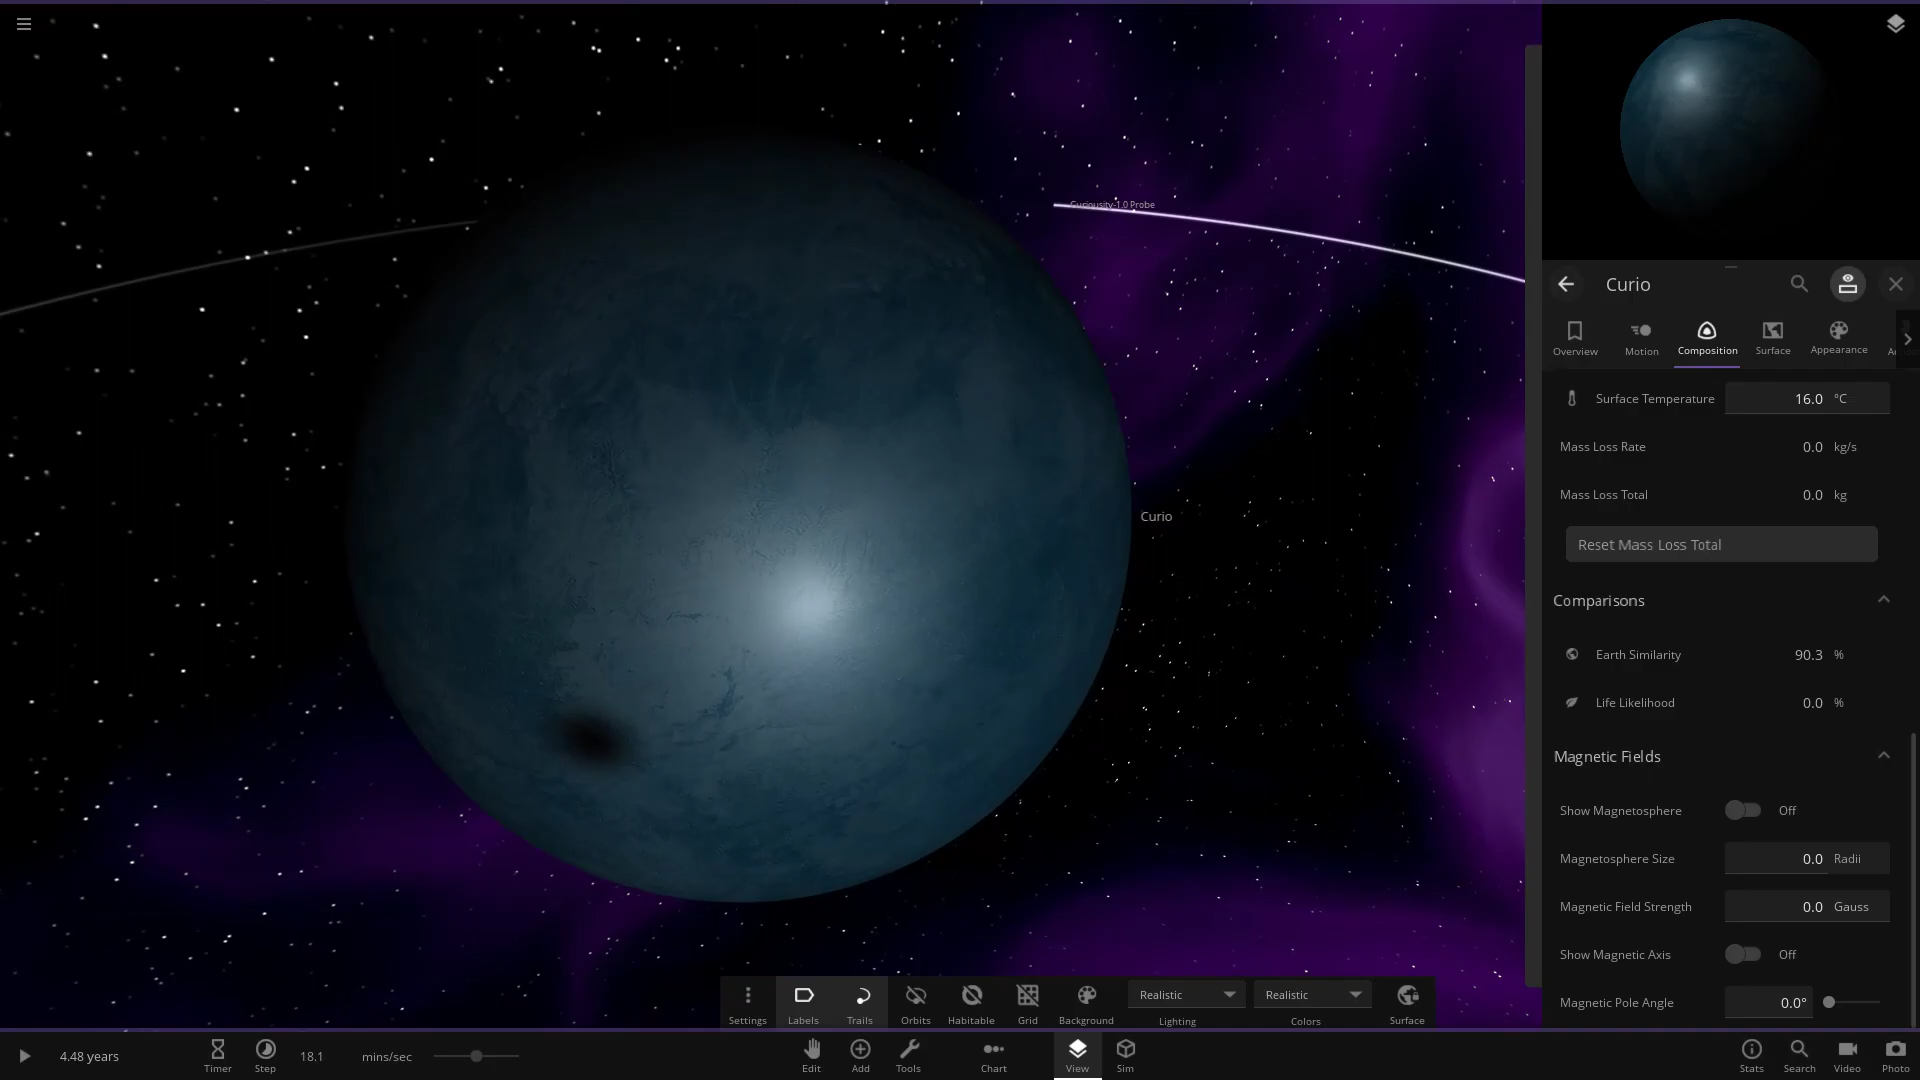 Curiousity-1.0 Probe
Curio
Curio
Overview
Motion
Composition
Surface
Appearance
Surface Temperature 16.0 °C
Mass Loss Rate 0.0 kg/s
Mass Loss Total 0.0 kg
Reset Mass Loss Total
Comparisons
Earth Similarity 90.3 %
Life Likelihood 0.0 %
Magnetic Fields
Show Magnetosphere Off
Magnetosphere Size 0.0 Radii
Magnetic Field Strength 0.0 Gauss
Show Magnetic Axis Off
Magnetic Pole Angle 0.0°
Realistic Realistic
Settings Labels Trails Orbits Habitable Grid Background Lighting Colors Surface
4.48 years 18.1 mins/sec
Timer Step Edit Add Tools Chart View Sim Stats Search Video Photo